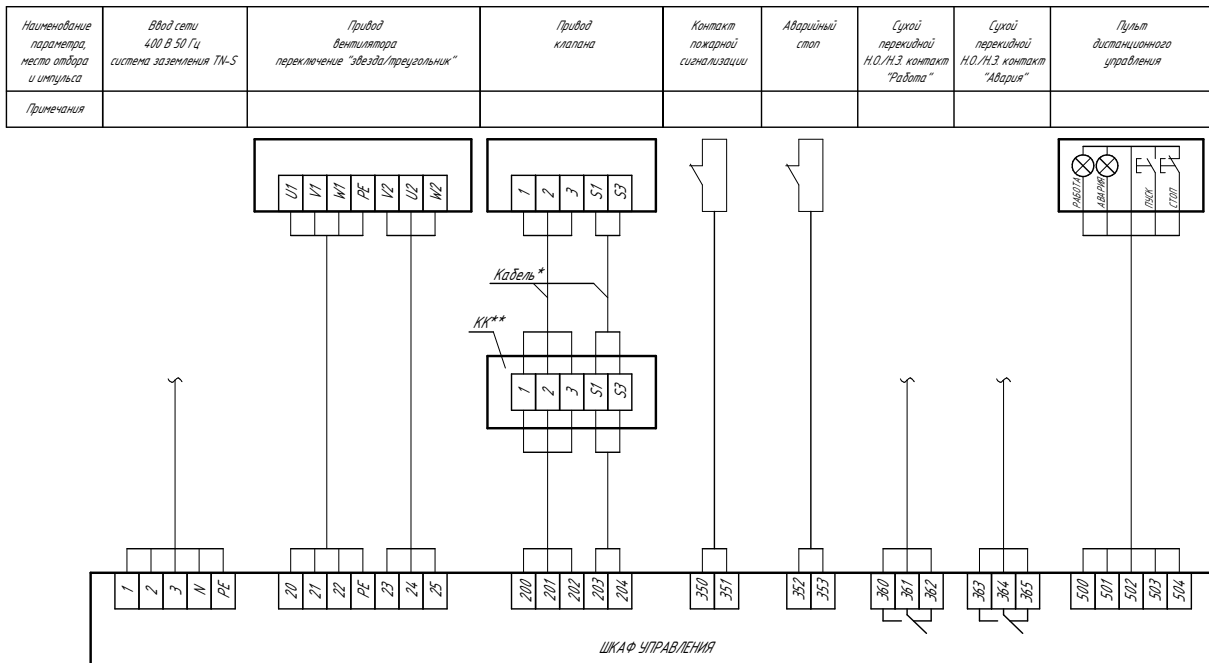 Наименование
параметра,
место отбора
и импульса
Ввод сети
400 В 50 Гц
система заземления TN-S
Привод
вентилятора
переключение "звезда/треугольник"
Привод
клапана
Контакт
пожарной
сигнализации
Аварийный
стоп
Сухой
перекидной
Н.О./Н.З. контакт
"Работа"
Сухой
перекидной
Н.О./Н.З. контакт
"Авария"
Пульт
дистанционного
управления
Примечания
U1 V1 W1 PE V2 U2 W2
1 2 3 S1 S3
РАБОТА
АВАРИЯ
ПУСК
СТОП
Кабель*
КК**
1 2 3 S1 S3
1 2 3 N PE
20 21 22 PE 23 24 25
200 201 202 203 204
350 351
352 353
360 361 362
363 364 365
500 501 502 503 504
ШКАФ УПРАВЛЕНИЯ